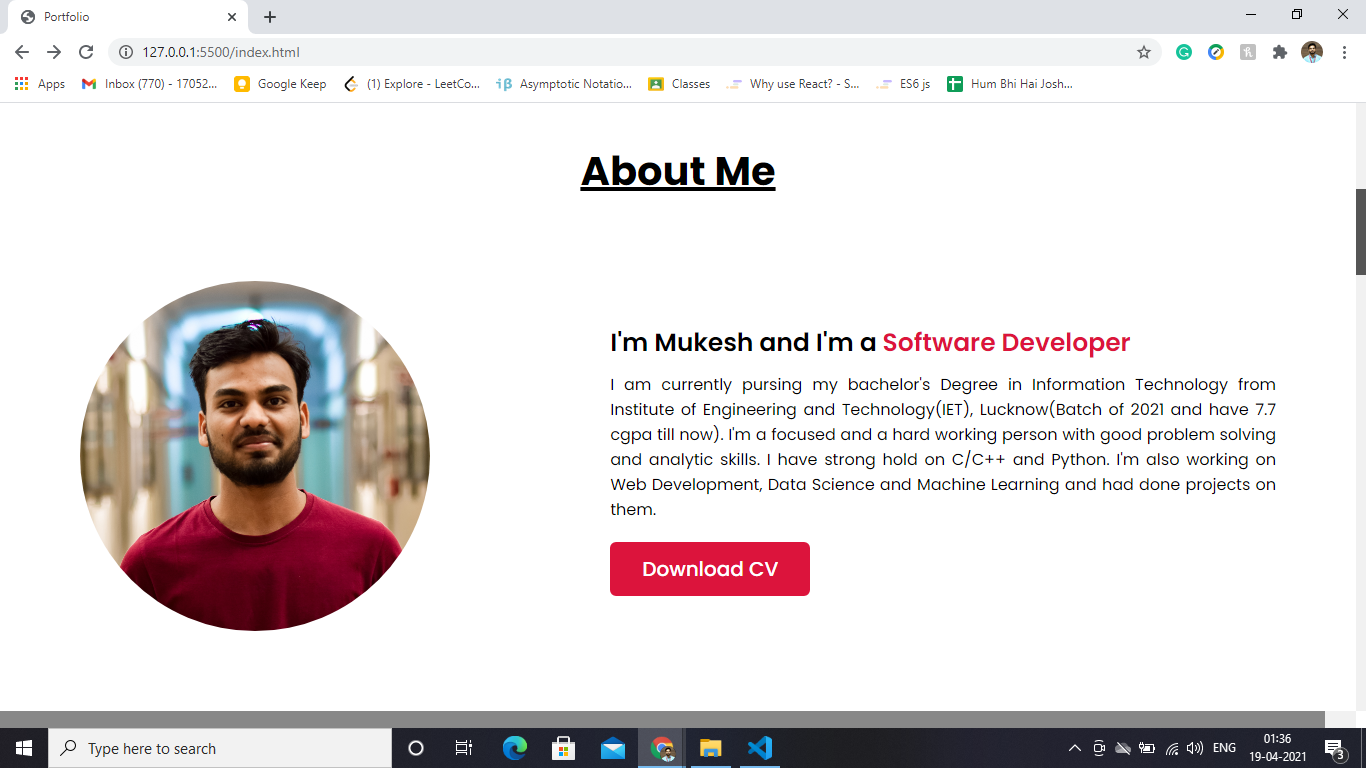 Portfolio
127.0.0.1:5500/index.html
Apps Inbox (770) - 17052... Google Keep (1) Explore - LeetCo... Asymptotic Notatio... Classes Why use React? - S... ES6 js Hum Bhi Hai Josh...
About Me
I'm Mukesh and I'm a Software Developer
I am currently pursing my bachelor's Degree in Information Technology from
Institute of Engineering and Technology(IET), Lucknow(Batch of 2021 and have 7.7
cgpa till now). I'm a focused and a hard working person with good problem solving
and analytic skills. I have strong hold on C/C++ and Python. I'm also working on
Web Development, Data Science and Machine Learning and had done projects on
them.
Download CV
Type here to search
ENG
01:36
19-04-2021
3